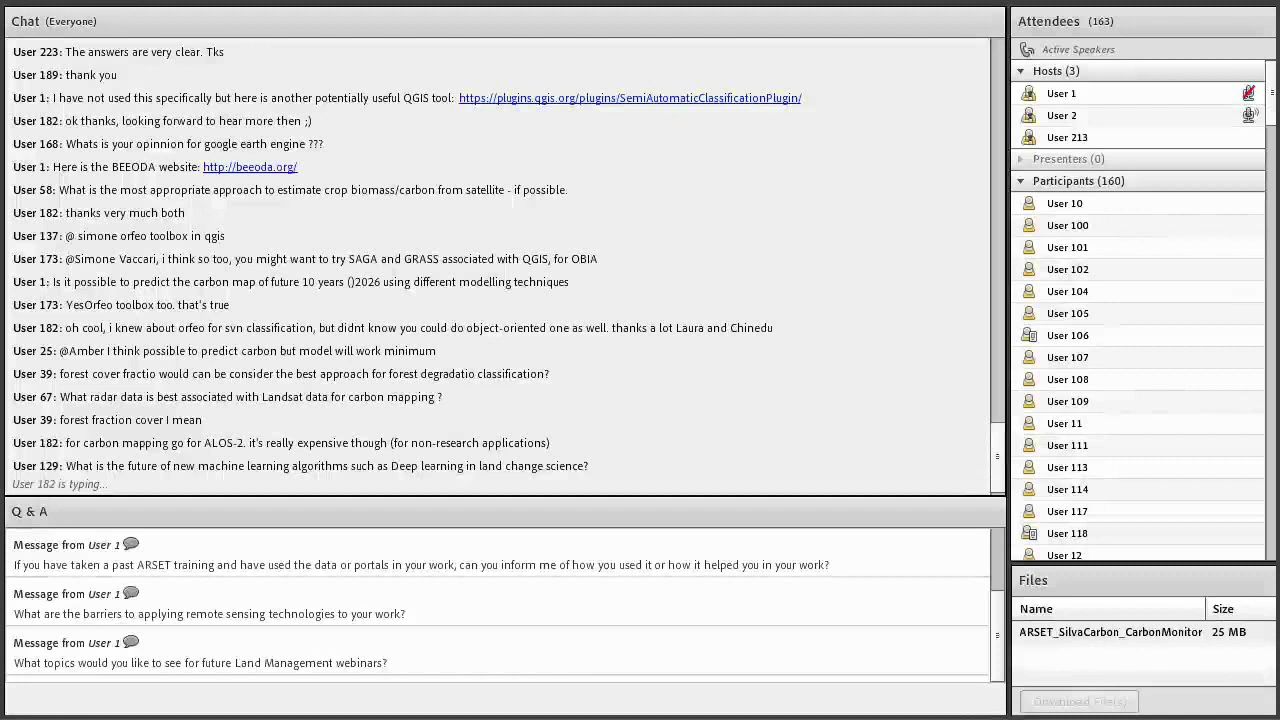 Chat (Everyone)
User 223: The answers are very clear. Tks
User 189: thank you
User 1: I have not used this specifically but here is another potentially useful QGIS tool: https://plugins.qgis.org/plugins/SemiAutomaticClassificationPlugin/
User 182: ok thanks, looking forward to hear more then ;)
User 168: Whats is your opinnion for google earth engine ???
User 1: Here is the BEEODA website: http://beeoda.org/
User 58: What is the most appropriate approach to estimate crop biomass/carbon from satellite - if possible.
User 182: thanks very much both
User 137: @ simone orfeo toolbox in qgis
User 173: @Simone Vaccari, i think so too, you might want to try SAGA and GRASS associated with QGIS, for OBIA
User 1: Is it possible to predict the carbon map of future 10 years ()2026 using different modelling techniques
User 173: YesOrfeo toolbox too. that's true
User 182: oh cool, i knew about orfeo for svn classification, but didnt know you could do object-oriented one as well. thanks a lot Laura and Chinedu
User 25: @Amber I think possible to predict carbon but model will work minimum
User 39: forest cover fractio would can be consider the best approach for forest degradatio classification?
User 67: What radar data is best associated with Landsat data for carbon mapping ?
User 39: forest fraction cover I mean
User 182: for carbon mapping go for ALOS-2. it's really expensive though (for non-research applications)
User 129: What is the future of new machine learning algorithms such as Deep learning in land change science?
User 182 is typing...
Q & A
Message from User 1
If you have taken a past ARSET training and have used the data or portals in your work, can you inform me of how you used it or how it helped you in your work?
Message from User 1
What are the barriers to applying remote sensing technologies to your work?
Message from User 1
What topics would you like to see for future Land Management webinars?
Attendees (163)
Active Speakers
Hosts (3)
User 1
User 2
User 213
Presenters (0)
Participants (160)
User 10
User 100
User 101
User 102
User 104
User 105
User 106
User 107
User 108
User 109
User 11
User 111
User 113
User 114
User 117
User 118
User 12
Files
Name Size
ARSET_SilvaCarbon_CarbonMonitor 25 MB
Download File(s)